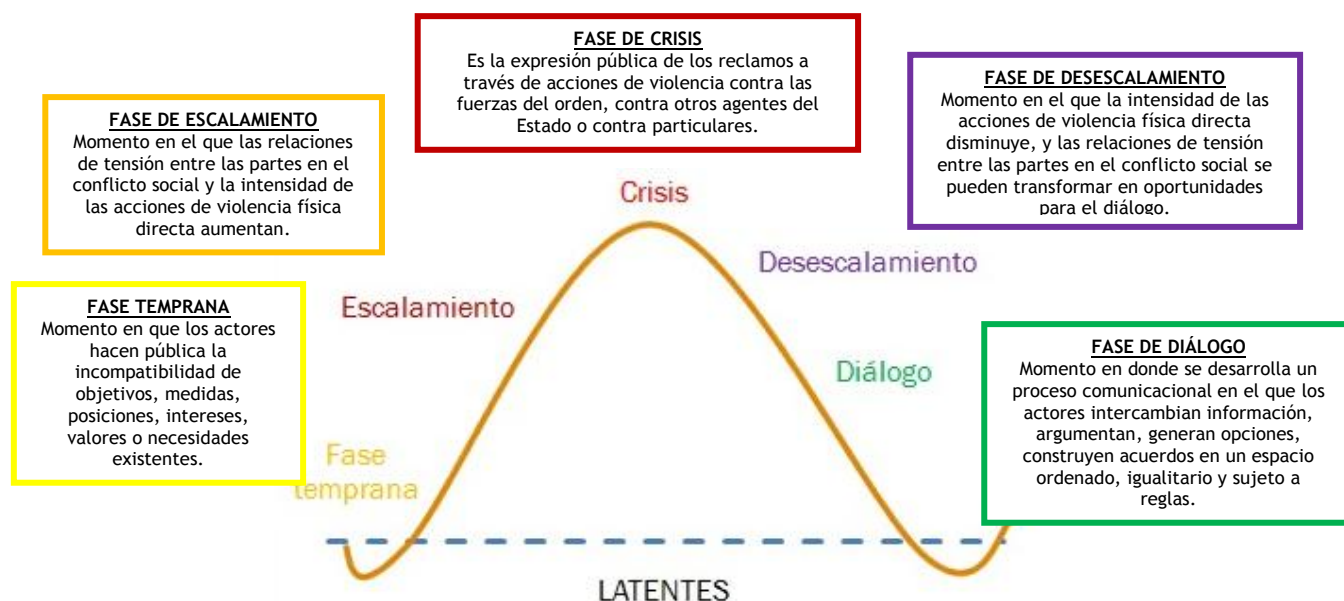 FASE DE CRISIS
Es la expresión pública de los reclamos a
través de acciones de violencia contra las
fuerzas del orden, contra otros agentes del
Estado o contra particulares.
FASE DE DESESCALAMIENTO
Momento en el que la intensidad de las
acciones de violencia física directa
disminuye, y las relaciones de tensión
entre las partes en el conflicto social se
pueden transformar en oportunidades
para el diálogo.
FASE DE ESCALAMIENTO
Momento en el que las relaciones
de tensión entre las partes en el
conflicto social y la intensidad de
las acciones de violencia física
directa aumentan.
Crisis
Desescalamiento
Escalamiento
FASE TEMPRANA
Momento en que los actores
hacen pública la
incompatibilidad de
objetivos, medidas,
posiciones, intereses,
valores o necesidades
existentes.
Diálogo
FASE DE DIÁLOGO
Momento en donde se desarrolla un
proceso comunicacional en el que los
actores intercambian información,
argumentan, generan opciones,
construyen acuerdos en un espacio
ordenado, igualitario y sujeto a
reglas.
Fase
temprana
LATENTES